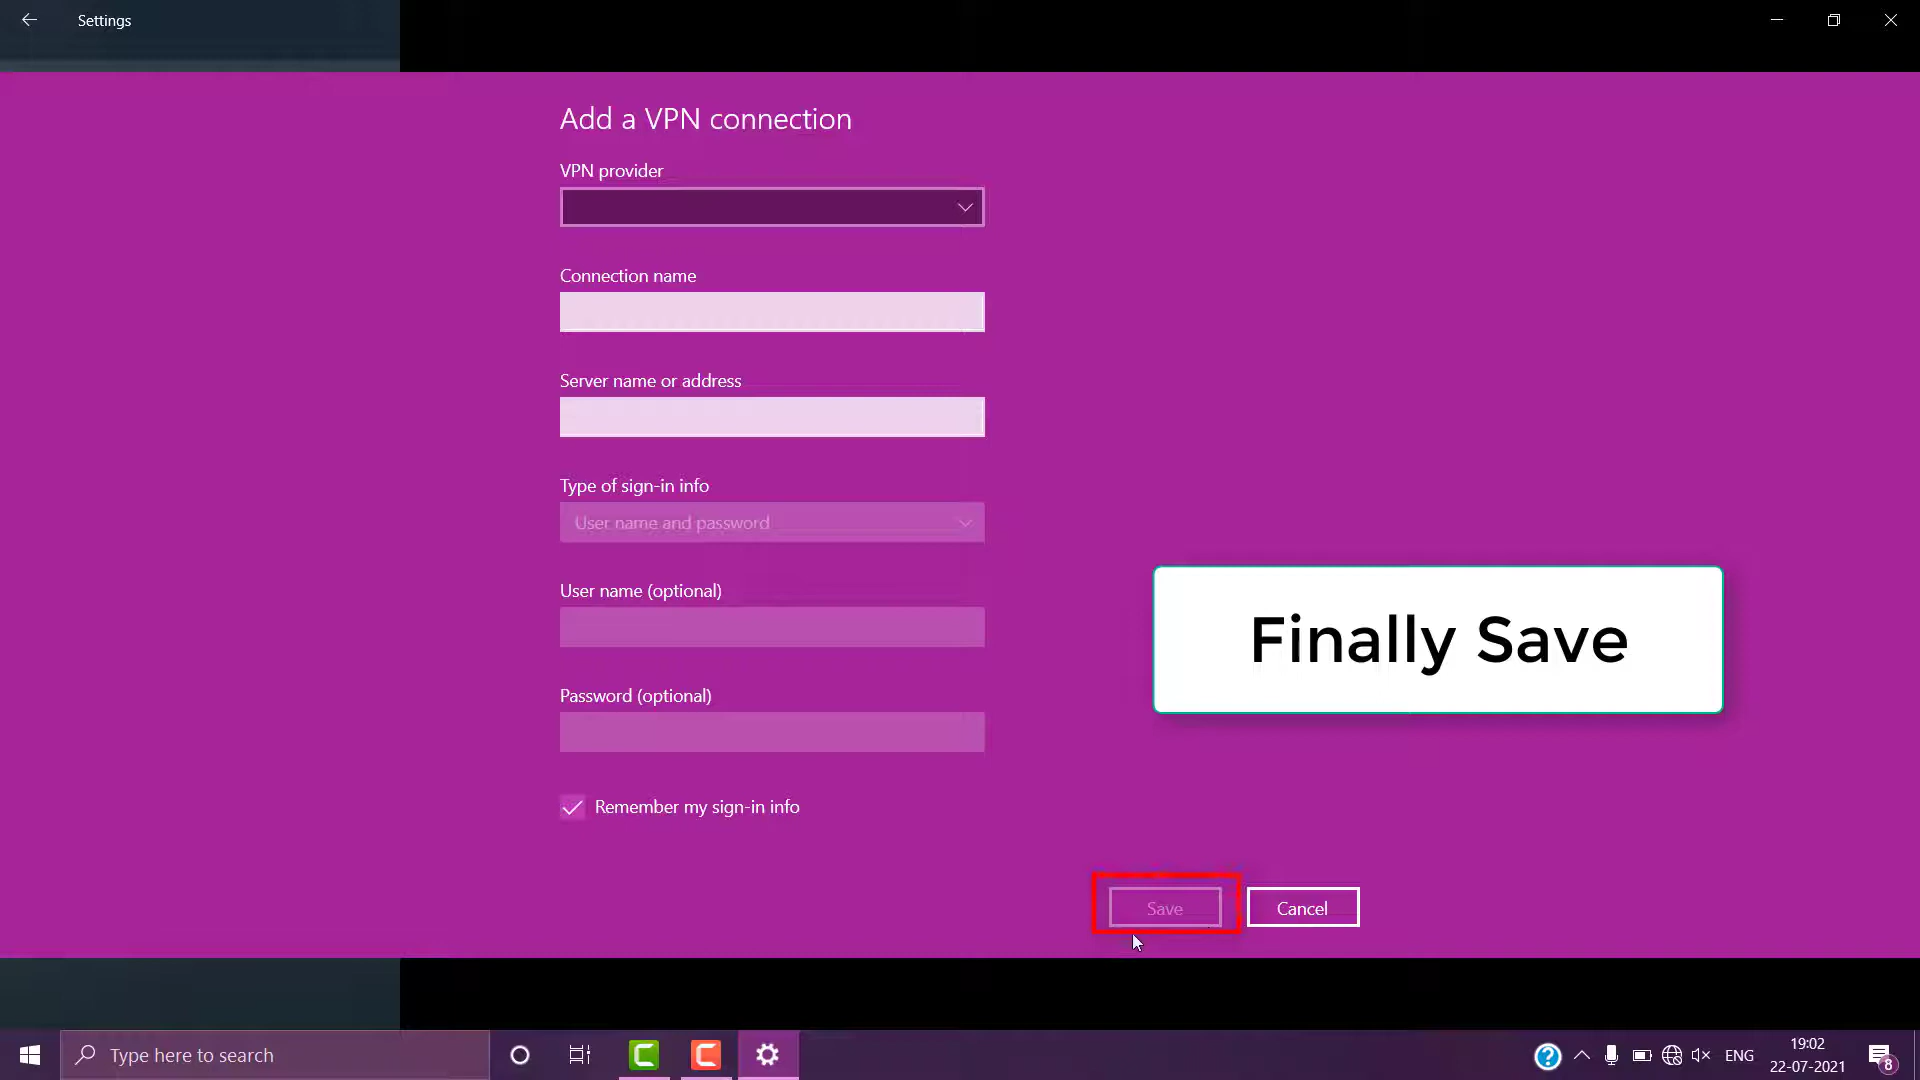 Settings
Add a VPN connection
VPN provider
Connection name
Server name or address
Type of sign-in info
User name and password
User name (optional)
Finally Save
Password (optional)
Remember my sign-in info
Save
Cancel
Type here to search
ENG
19:02
22-07-2021
8